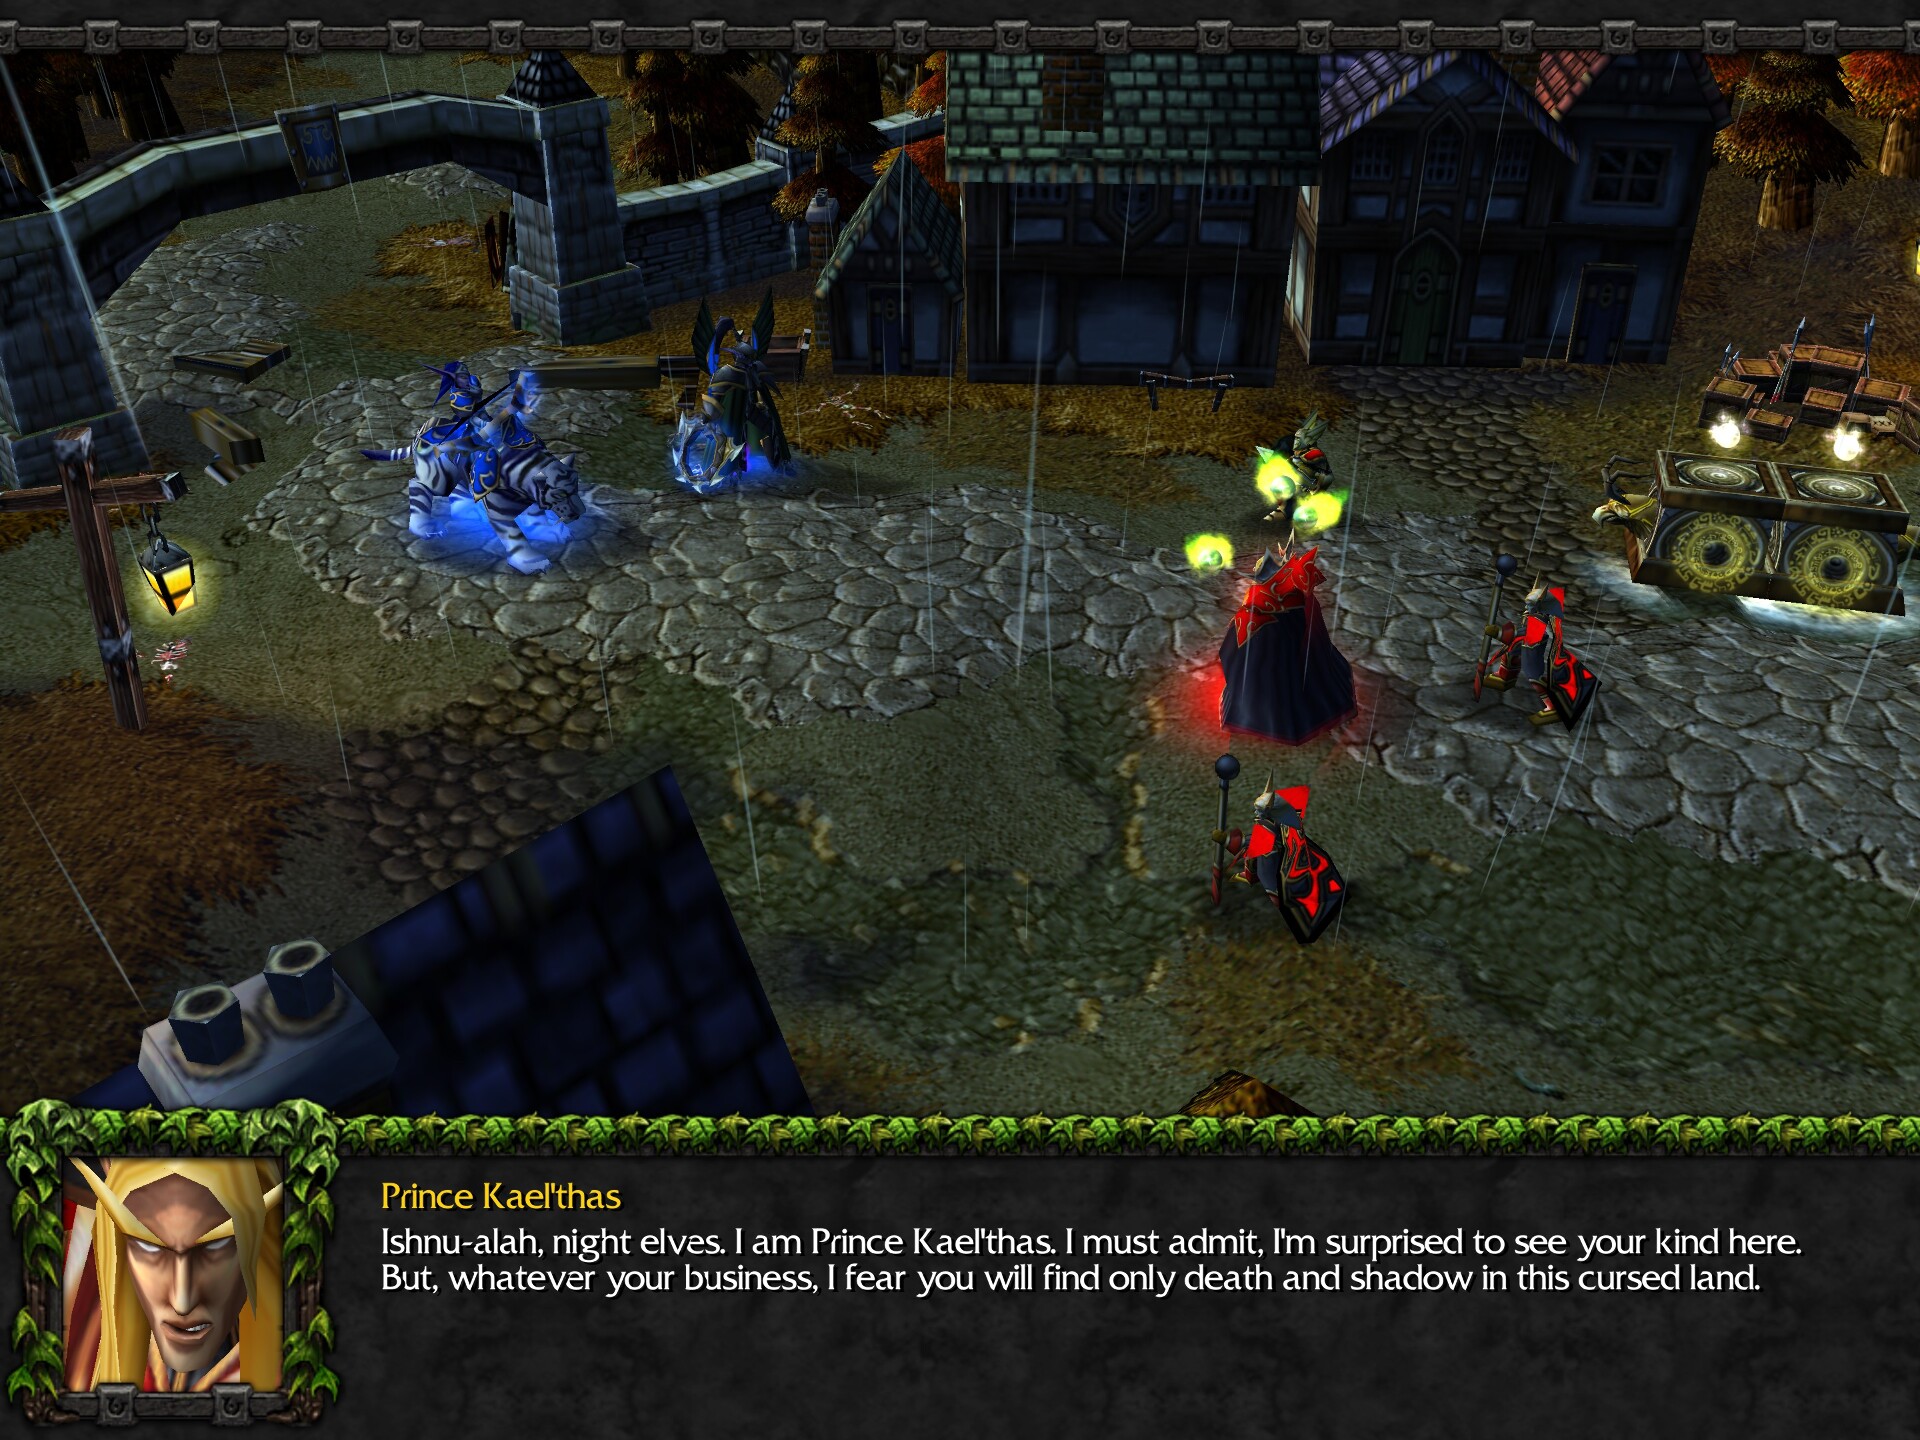 Prince Kael'thas
Ishnu-alah, night elves. I am Prince Kael'thas. I must admit, I'm surprised to see your kind here.
But, whatever your business, I fear you will find only death and shadow in this cursed land.